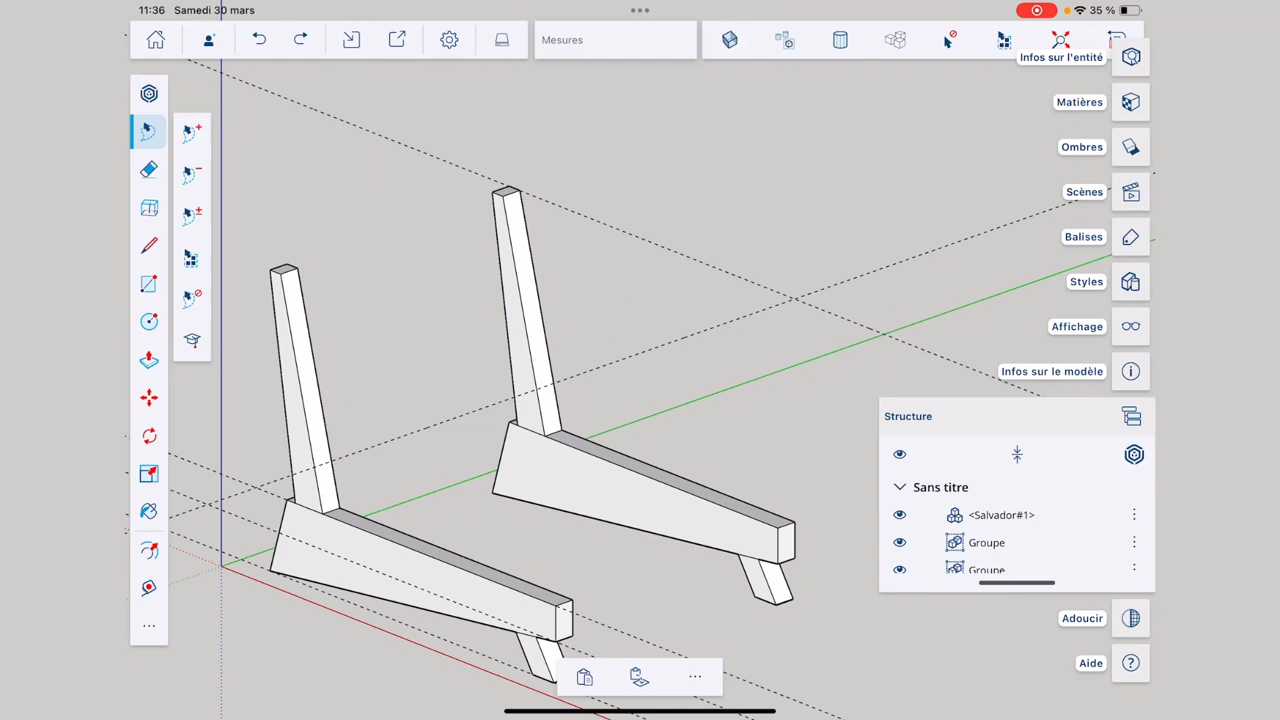 11:36 Samedi 30 mars
35 %
Mesures
Infos sur l'entité
Matières
Ombres
Scènes
Balises
Styles
Affichage
Infos sur le modèle
Structure
Sans titre
<Salvador#1>
Groupe
Groupe
Adoucir
Aide